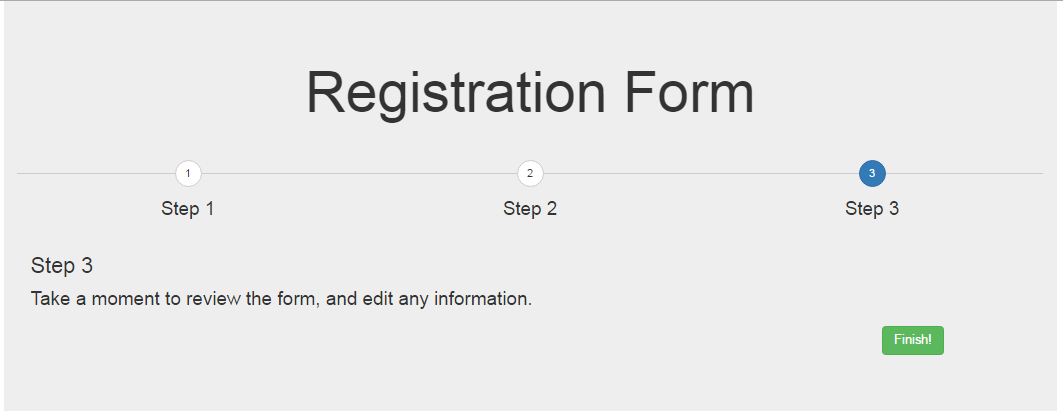 Registration Form
1 2 3
Step 1 Step 2 Step 3
Step 3
Take a moment to review the form, and edit any information.
Finish!